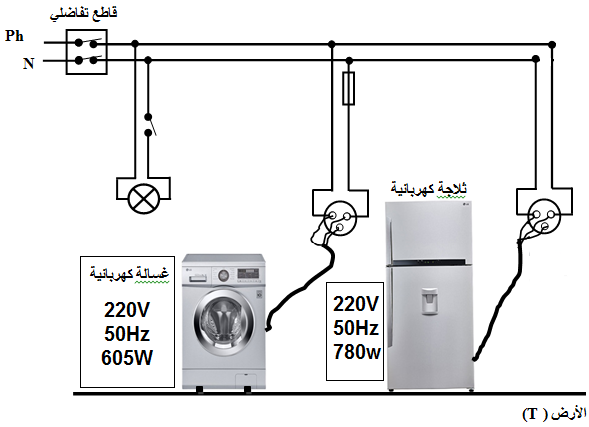 قاطع تفاضلي
Ph
N
ثلاجة كهربائية
غسالة كهربائية
220V
50Hz
605W
220V
50Hz
780w
الأرض (T )